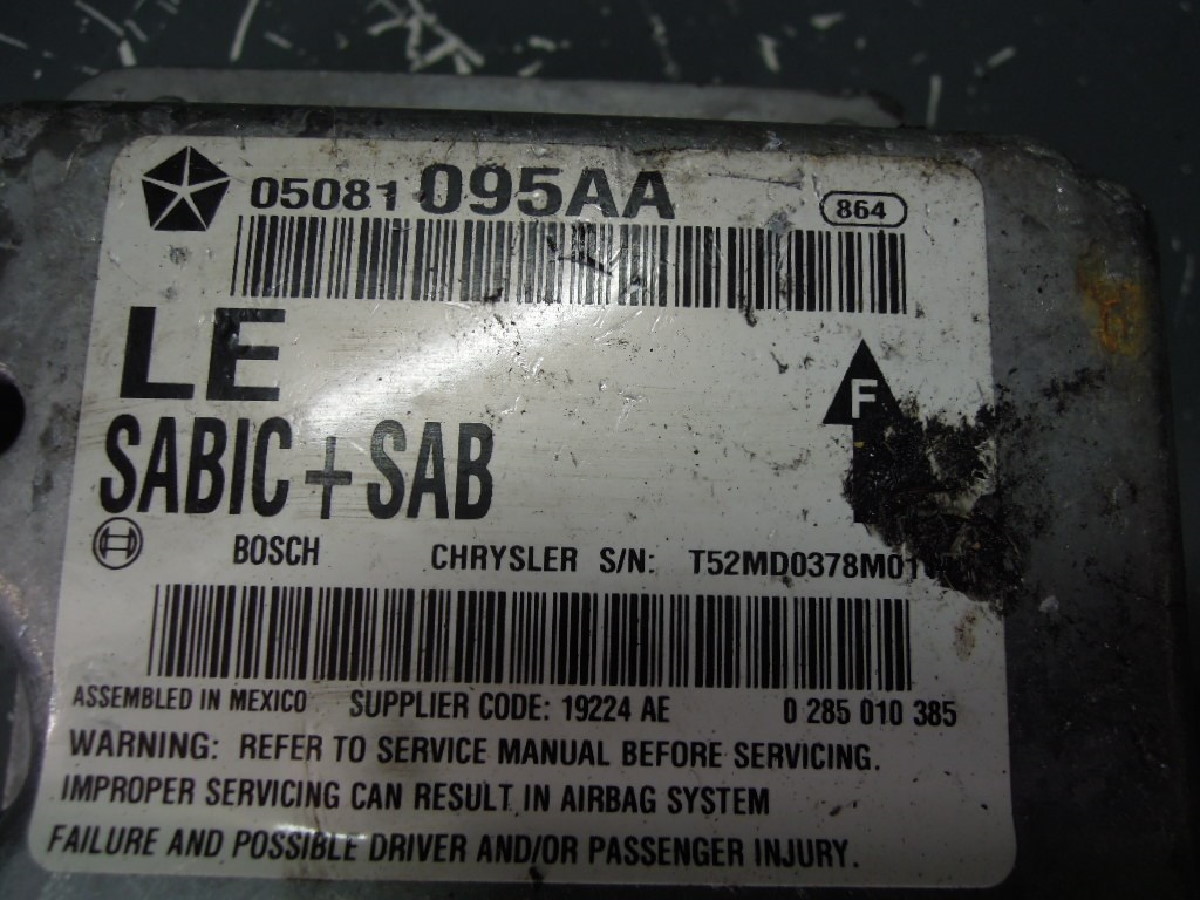 05081 095AA 864
LE
F
SABIC + SAB
BOSCH CHRYSLER S/N:
ASSEMBLED IN MEXICO SUPPLIER CODE: 19224 AE 0 285 010 385
WARNING: REFER TO SERVICE MANUAL BEFORE SERVICING.
IMPROPER SERVICING CAN RESULT IN AIRBAG SYSTEM
FAILURE AND POSSIBLE DRIVER AND/OR PASSENGER INJURY.